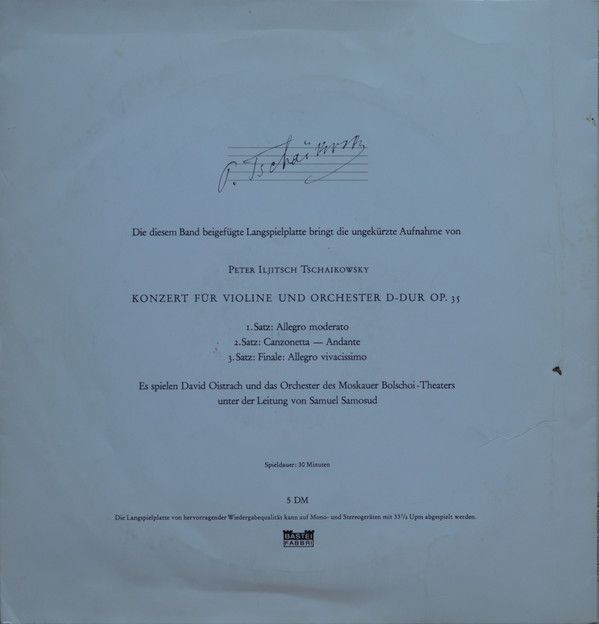 P. Tschaïkovsky
Die diesem Band beigefügte Langspielplatte bringt die ungekürzte Aufnahme von
Peter Iljitsch Tschaikowsky
KONZERT FÜR VIOLINE UND ORCHESTER D-DUR OP. 35
1. Satz: Allegro moderato
2. Satz: Canzonetta — Andante
3. Satz: Finale: Allegro vivacissimo
Es spielen David Oistrach und das Orchester des Moskauer Bolschoi-Theaters
unter der Leitung von Samuel Samosud
Spieldauer: 30 Minuten
5 DM
Die Langspielplatte von hervorragender Wiedergabequalität kann auf Mono- und Stereogeräten mit 33 1/3 Upm abgespielt werden.
BASTEI
FABBRI